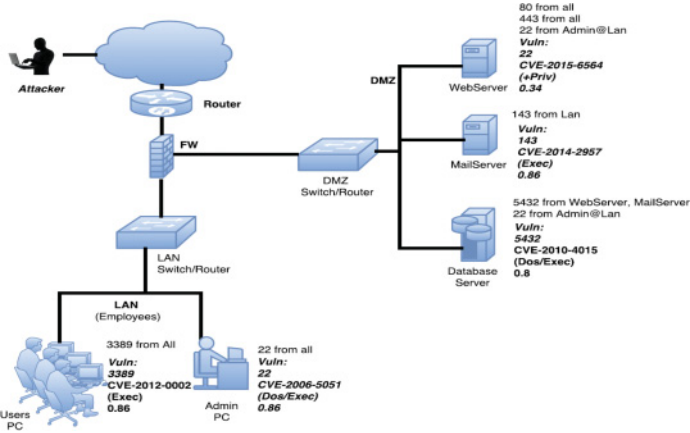 Attacker
Router
FW
DMZ
DMZ
Switch/Router
LAN
Switch/Router
LAN
(Employees)
80 from all
443 from all
22 from Admin@Lan
Vuln:
22
CVE-2015-6564
(+Priv)
0.34
WebServer
143 from Lan
Vuln:
143
CVE-2014-2957
(Exec)
0.86
MailServer
5432 from WebServer, MailServer
22 from Admin@Lan
Vuln:
5432
CVE-2010-4015
(Dos/Exec)
0.8
Database
Server
3389 from All
Vuln:
3389
CVE-2012-0002
(Exec)
0.86
Users
PC
22 from all
Vuln:
22
CVE-2006-5051
(Dos/Exec)
0.86
Admin
PC